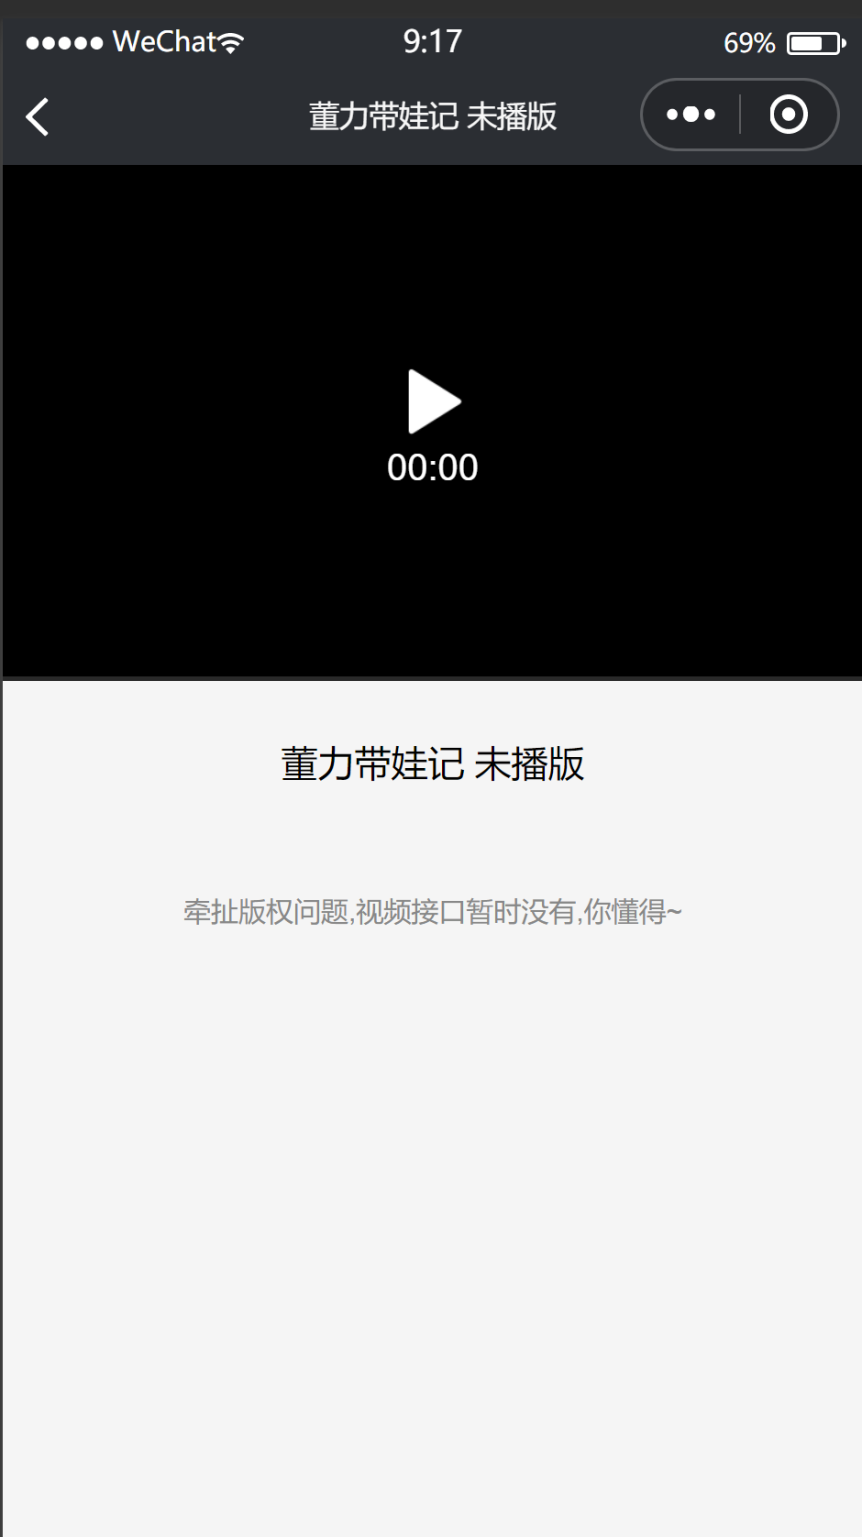 WeChat
9:17
69%
董力带娃记 未播版
00:00
董力带娃记 未播版
牵扯版权问题,视频接口暂时没有,你懂得~